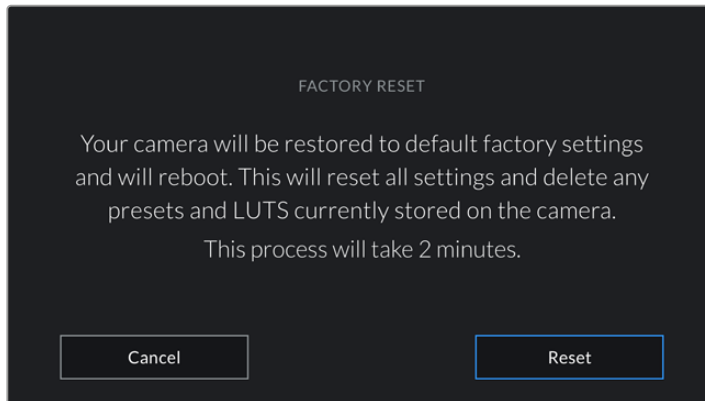 FACTORY RESET
Your camera will be restored to default factory settings
and will reboot. This will reset all settings and delete any
presets and LUTS currently stored on the camera.
This process will take 2 minutes.
Cancel
Reset